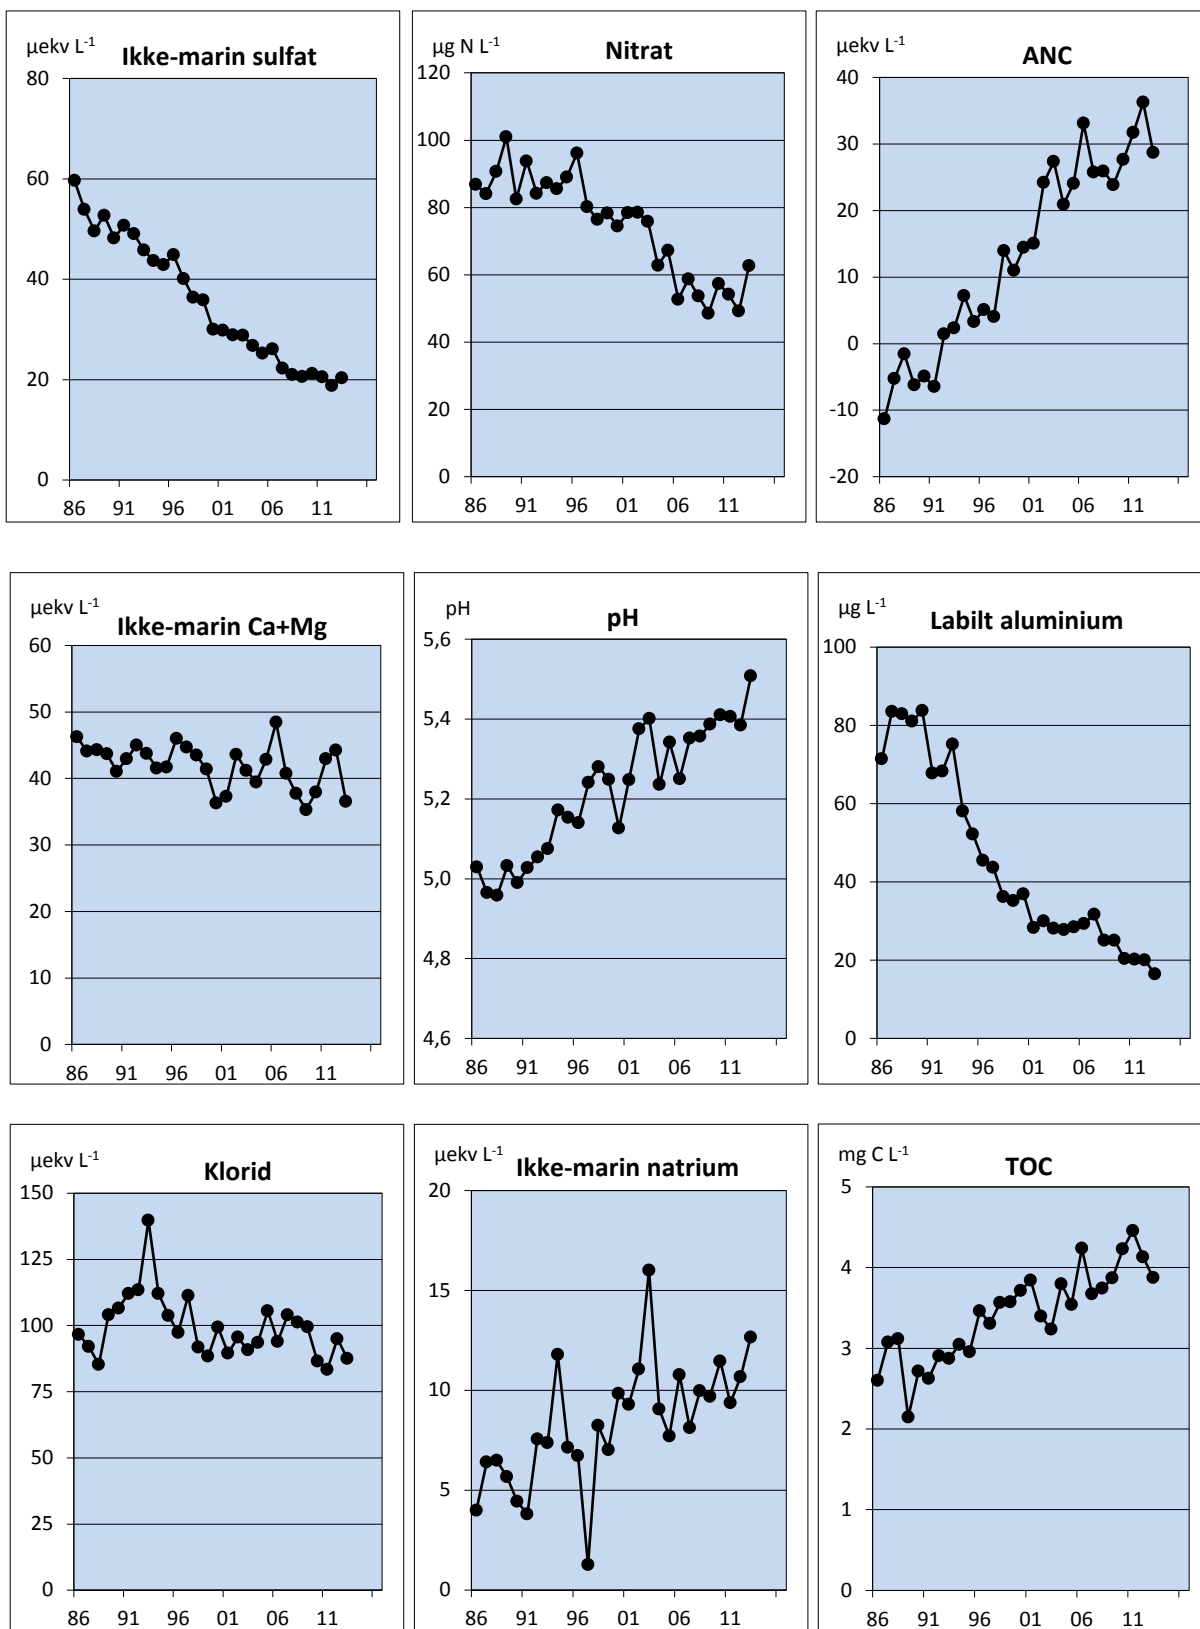 µekv L-1
Ikke-marin sulfat
80
60
40
20
0
86 91 96 01 06 11
µg N L-1
Nitrat
120
100
80
60
40
20
0
86 91 96 01 06 11
µekv L-1
ANC
40
30
20
10
0
-10
-20
86 91 96 01 06 11
µekv L-1
Ikke-marin Ca+Mg
60
50
40
30
20
10
0
86 91 96 01 06 11
pH
pH
5,6
5,4
5,2
5,0
4,8
4,6
86 91 96 01 06 11
µg L-1
Labilt aluminium
100
80
60
40
20
0
86 91 96 01 06 11
µekv L-1
Klorid
150
125
100
75
50
25
0
86 91 96 01 06 11
µekv L-1
Ikke-marin natrium
20
15
10
5
0
86 91 96 01 06 11
mg C L-1
TOC
5
4
3
2
1
0
86 91 96 01 06 11